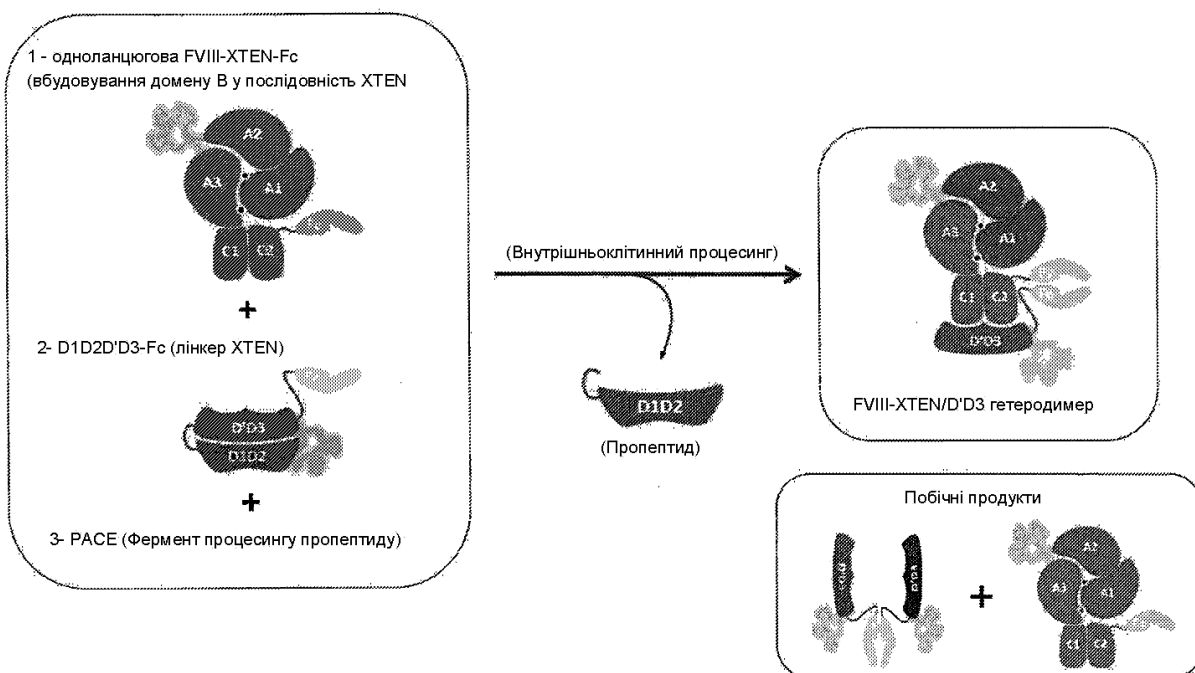 1 - одноланцюгова FVIII-XTEN-Fc
(вбудовування домену В у послідовність XTEN
A2
A3
A1
C1 C2
+
2- D1D2D'D3-Fc (лінкер XTEN)
D'D3
D1D2
+
3- PACE (Фермент процесингу пропептиду)
(Внутрішньоклітинний процесинг)
D1D2
(Пропептид)
A2
A3
A1
C1 C2
D'D3
FVIII-XTEN/D'D3 гетеродимер
Побічні продукти
D'D3
+
A2
A3
A1
C1 C2